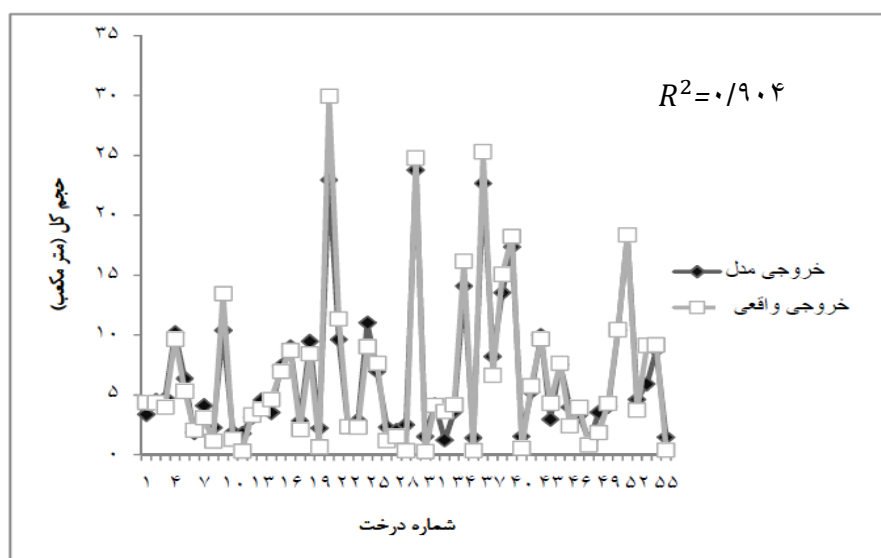 ۳۵
۳۰
۲۵
۲۰
۱۵
۱۰
۵
۰
حجم کل (متر مکعب)
R²=۰/۹۰۴
خروجی مدل
خروجی واقعی
۱ ۴ ۷ ۱۰ ۱۳ ۱۶ ۱۹ ۲۲ ۲۵ ۲۸ ۳۱ ۳۴ ۳۷ ۴۰ ۴۳ ۴۶ ۴۹ ۵۲ ۵۵
شماره درخت